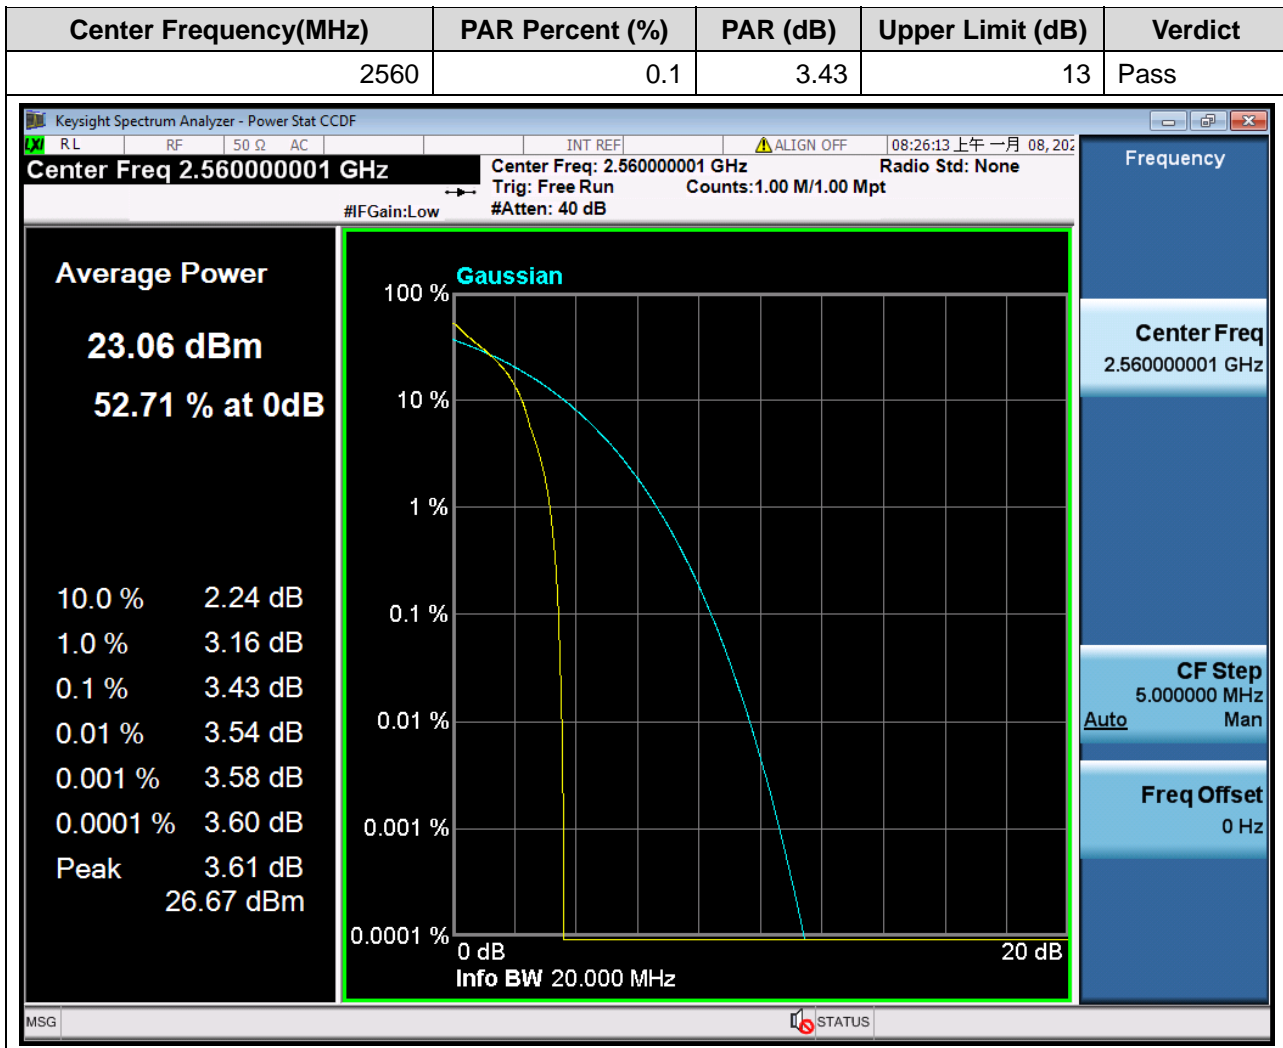 Center Frequency(MHz) PAR Percent (%) PAR (dB) Upper Limit (dB) Verdict
2560 0.1 3.43 13 Pass
Keysight Spectrum Analyzer - Power Stat CCDF
LXI RL RF 50 Ω AC INT REF ALIGN OFF 08:26:13 上午 一月 08, 202
Center Freq 2.560000001 GHz
Center Freq: 2.560000001 GHz Radio Std: None
Trig: Free Run Counts:1.00 M/1.00 Mpt
#IFGain:Low #Atten: 40 dB
Average Power
23.06 dBm
52.71 % at 0dB
10.0 % 2.24 dB
1.0 % 3.16 dB
0.1 % 3.43 dB
0.01 % 3.54 dB
0.001 % 3.58 dB
0.0001 % 3.60 dB
Peak 3.61 dB
26.67 dBm
Gaussian
100 %
10 %
1 %
0.1 %
0.01 %
0.001 %
0.0001 %
0 dB 20 dB
Info BW 20.000 MHz
Frequency
Center Freq
2.560000001 GHz
CF Step
5.000000 MHz
Auto Man
Freq Offset
0 Hz
MSG STATUS